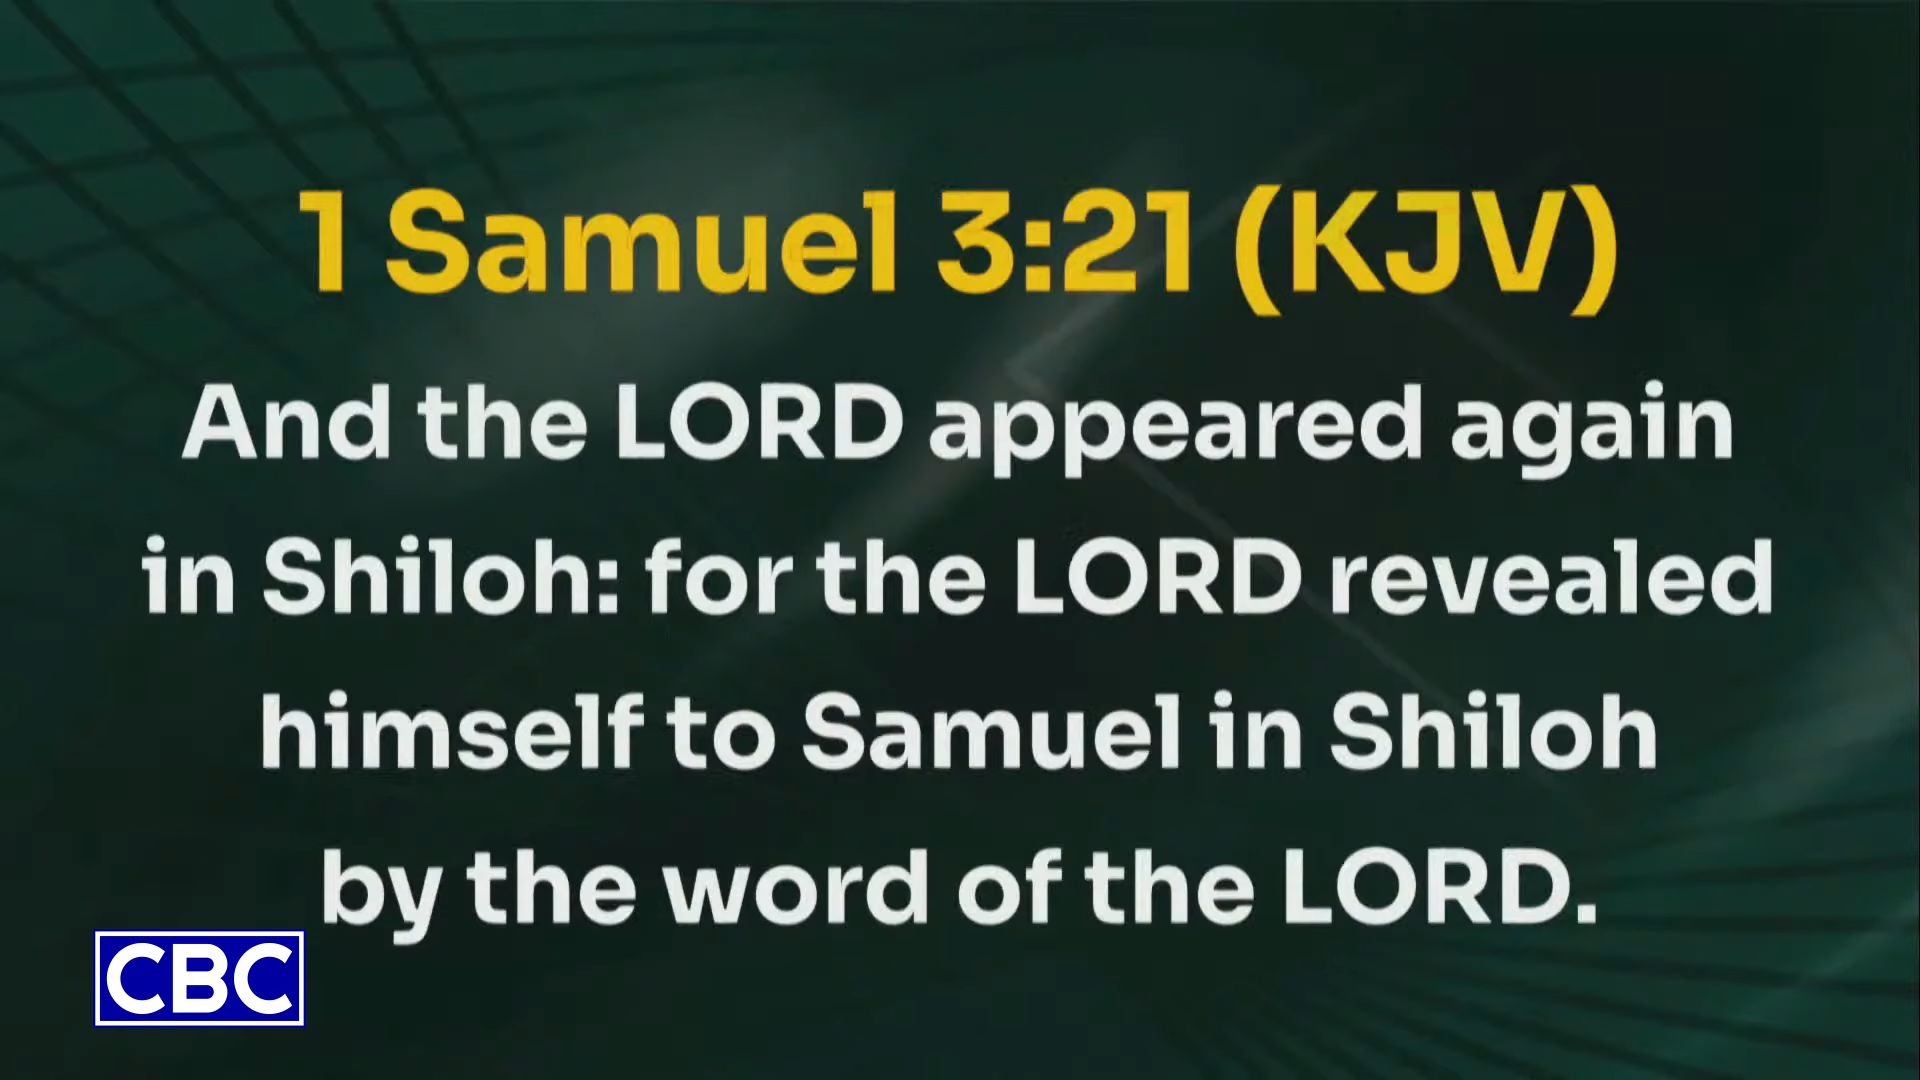 1 Samuel 3:21 (KJV)
And the LORD appeared again
in Shiloh: for the LORD revealed
himself to Samuel in Shiloh
by the word of the LORD.
CBC